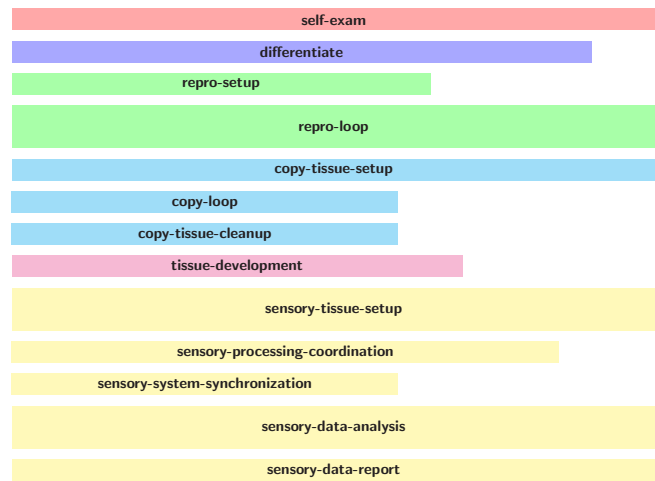 self-exam
differentiate
repro-setup
repro-loop
copy-tissue-setup
copy-loop
copy-tissue-cleanup
tissue-development
sensory-tissue-setup
sensory-processing-coordination
sensory-system-synchronization
sensory-data-analysis
sensory-data-report